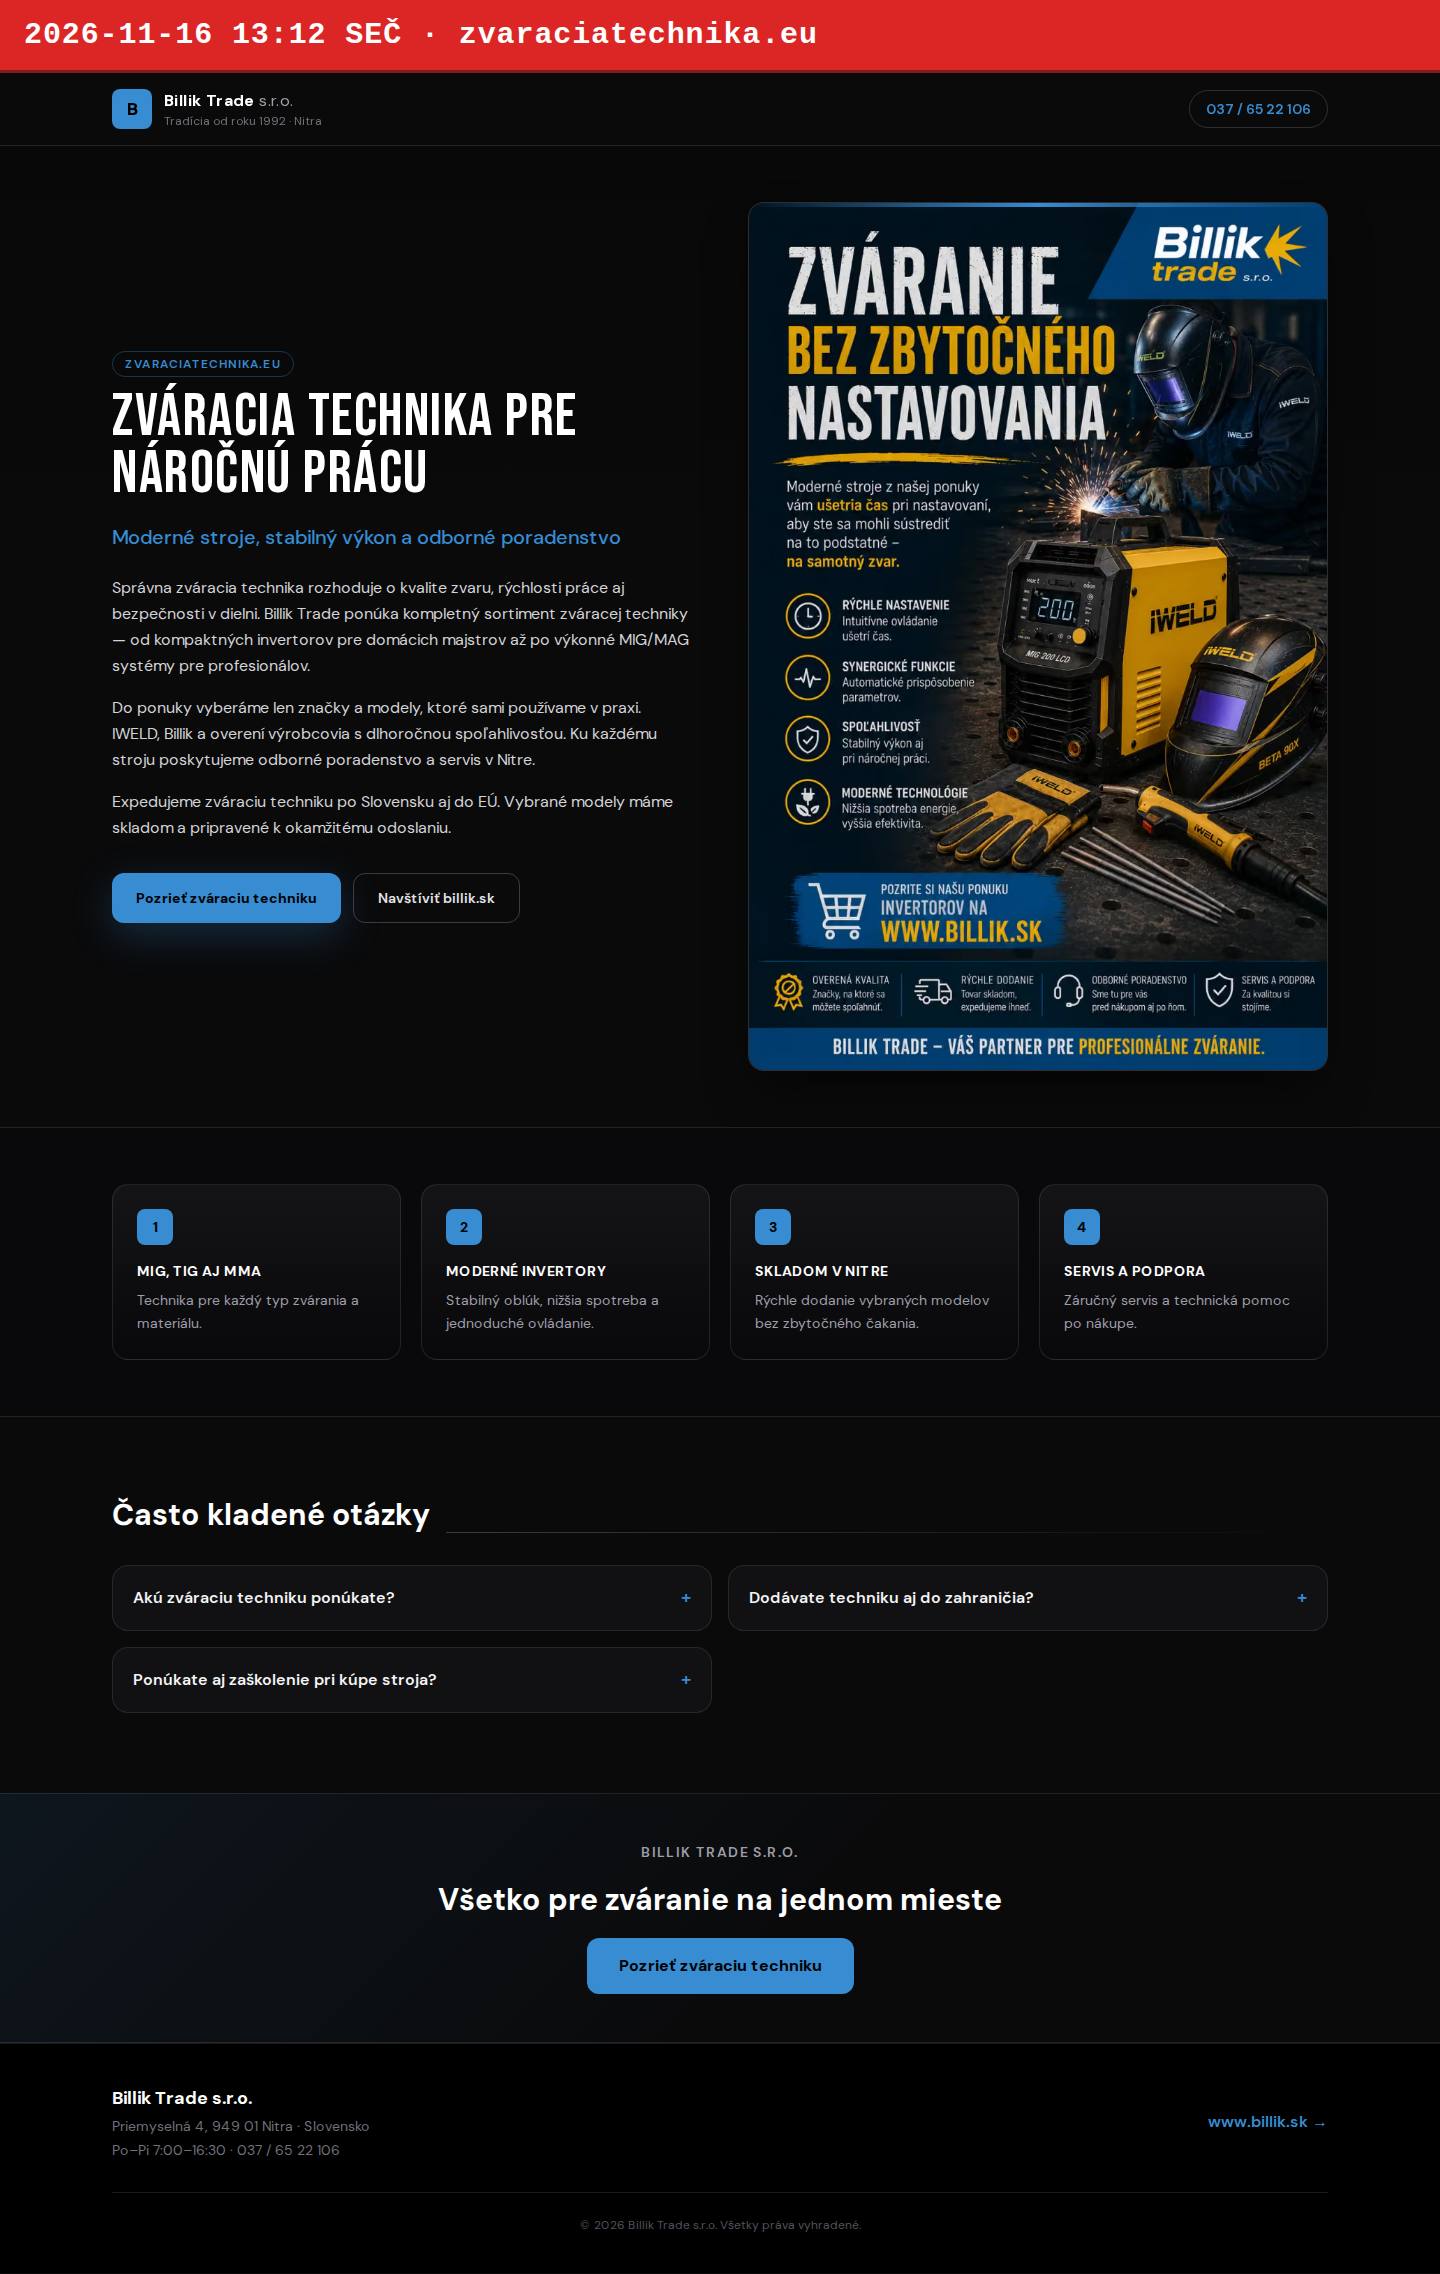 2026-11-16 13:12 SEČ · zvaraciatechnika.eu
B
Billik Trade s.r.o.
Tradícia od roku 1992 · Nitra
037 / 65 22 106
ZVARACIATECHNIKA.EU
ZVÁRACIA TECHNIKA PRE
NÁROČNÚ PRÁCU
Moderné stroje, stabilný výkon a odborné poradenstvo
Správna zváracia technika rozhoduje o kvalite zvaru, rýchlosti práce aj
bezpečnosti v dielni. Billik Trade ponúka kompletný sortiment zváracej techniky
— od kompaktných invertorov pre domácich majstrov až po výkonné MIG/MAG
systémy pre profesionálov.
Do ponuky vyberáme len značky a modely, ktoré sami používame v praxi.
IWELD, Billik a overení výrobcovia s dlhoročnou spoľahlivosťou. Ku každému
stroju poskytujeme odborné poradenstvo a servis v Nitre.
Expedujeme zváraciu techniku po Slovensku aj do EÚ. Vybrané modely máme
skladom a pripravené k okamžitému odoslaniu.
Pozrieť zváraciu techniku
Navštíviť billik.sk
Billik
trade s.r.o.
ZVÁRANIE
BEZ ZBYTOČNÉHO
NASTAVOVANIA
Moderné stroje z našej ponuky
vám ušetria čas pri nastavovaní,
aby ste sa mohli sústrediť
na to podstatné –
na samotný zvar.
RÝCHLE NASTAVENIE
Intuitívne ovládanie
ušetrí čas.
SYNERGICKÉ FUNKCIE
Automatické prispôsobenie
parametrov.
SPOĽAHLIVOSŤ
Stabilný výkon aj
pri náročnej práci.
MODERNÉ TECHNOLÓGIE
Nižšia spotreba energie,
vyššia efektivita.
IWELD
IWELD
IWELD
200
MIG 200 LCD
IWELD
IWELD
BETA 90X
IWELD
IWELD
POZRITE SI NAŠU PONUKU
INVERTOROV NA
WWW.BILLIK.SK
OVERENÁ KVALITA
Značky, na ktoré sa
môžete spoľahnúť.
RÝCHLE DODANIE
Tovar skladom,
expedujeme ihneď.
ODBORNÉ PORADENSTVO
Sme tu pre vás
pred nákupom aj po ňom.
SERVIS A PODPORA
Za kvalitou si
stojíme.
BILLIK TRADE – VÁŠ PARTNER PRE PROFESIONÁLNE ZVÁRANIE.
1
MIG, TIG AJ MMA
Technika pre každý typ zvárania a
materiálu.
2
MODERNÉ INVERTORY
Stabilný oblúk, nižšia spotreba a
jednoduché ovládanie.
3
SKLADOM V NITRE
Rýchle dodanie vybraných modelov
bez zbytočného čakania.
4
SERVIS A PODPORA
Záručný servis a technická pomoc
po nákupe.
Často kladené otázky
Akú zváraciu techniku ponúkate? +
Dodávate techniku aj do zahraničia? +
Ponúkate aj zaškolenie pri kúpe stroja? +
BILLIK TRADE S.R.O.
Všetko pre zváranie na jednom mieste
Pozrieť zváraciu techniku
Billik Trade s.r.o.
Priemyselná 4, 949 01 Nitra · Slovensko
Po–Pi 7:00–16:30 · 037 / 65 22 106
www.billik.sk →
© 2026 Billik Trade s.r.o. Všetky práva vyhradené.